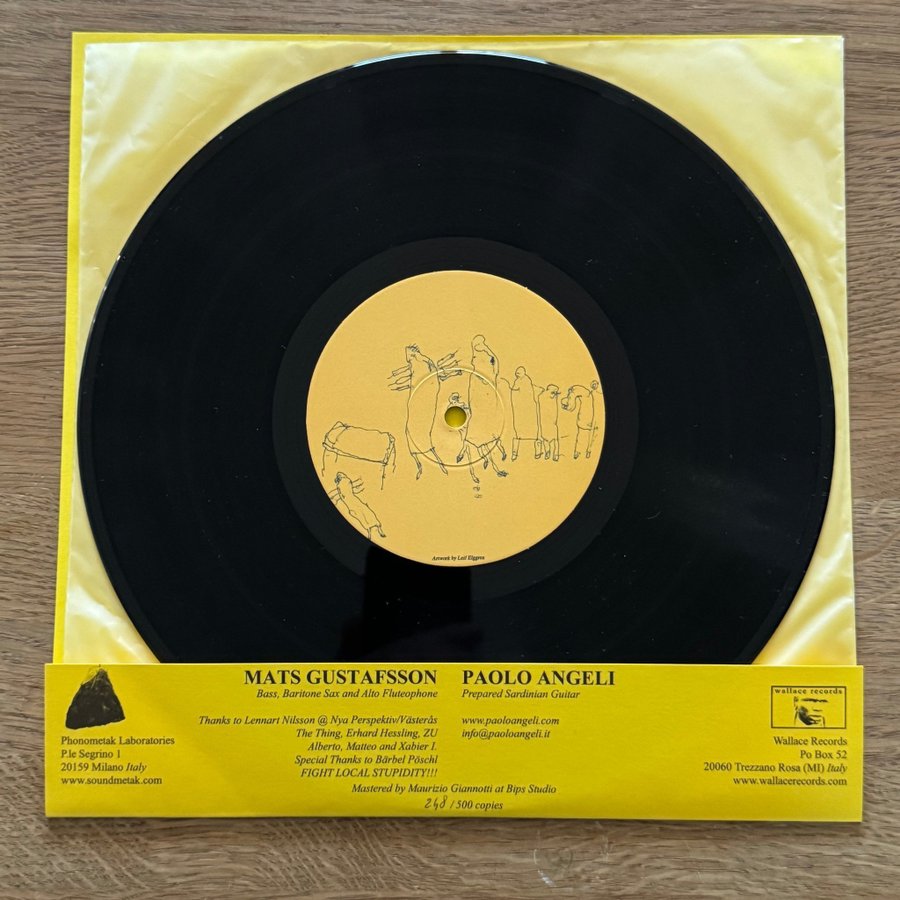 Artwork by Leif Elggren
MATS GUSTAFSSON
Bass, Baritone Sax and Alto Fluteophone
Thanks to Lennart Nilsson @ Nya Perspektiv/Västerås
The Thing, Erhard Hessling, ZU
Alberto, Matteo and Xabier I.
Special Thanks to Bärbel Pöschl
FIGHT LOCAL STUPIDITY!!!
PAOLO ANGELI
Prepared Sardinian Guitar
www.paoloangeli.com
info@paoloangeli.it
Mastered by Maurizio Giannotti at Bips Studio
248 / 500 copies
Phonometak Laboratories
P.le Segrino 1
20159 Milano Italy
www.soundmetak.com
wallace records
Wallace Records
Po Box 52
20060 Trezzano Rosa (MI) Italy
www.wallacerecords.com